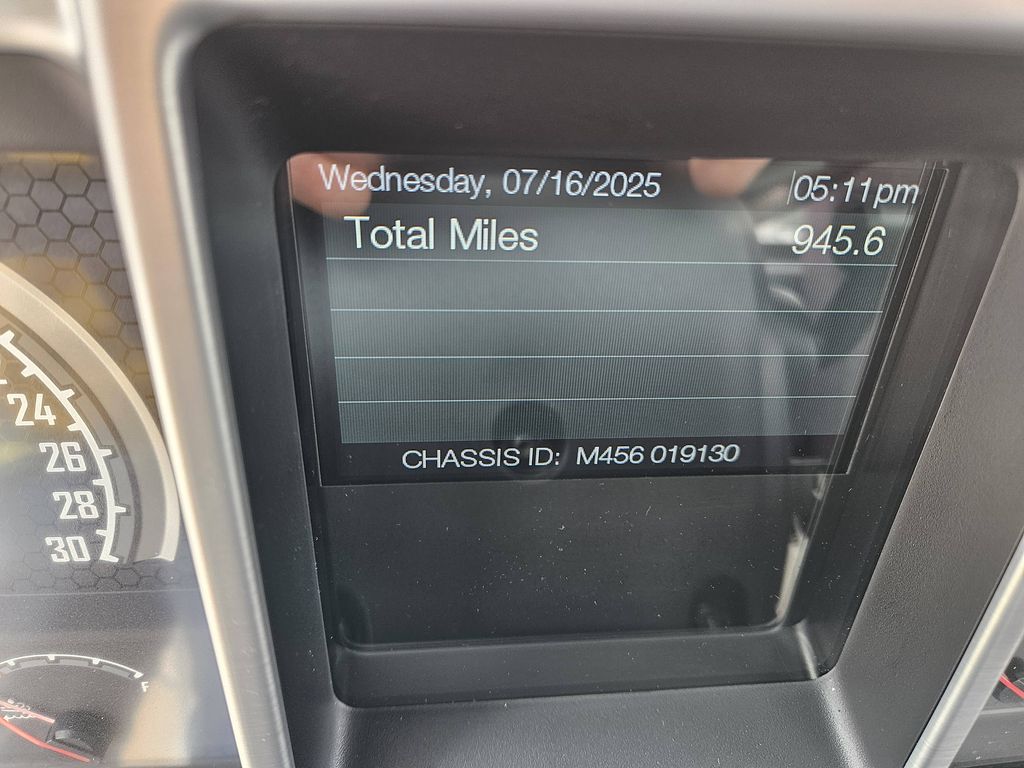 Wednesday, 07/16/2025 05:11pm
Total Miles 945.6
CHASSIS ID: M456 019130
24
26
28
30
F